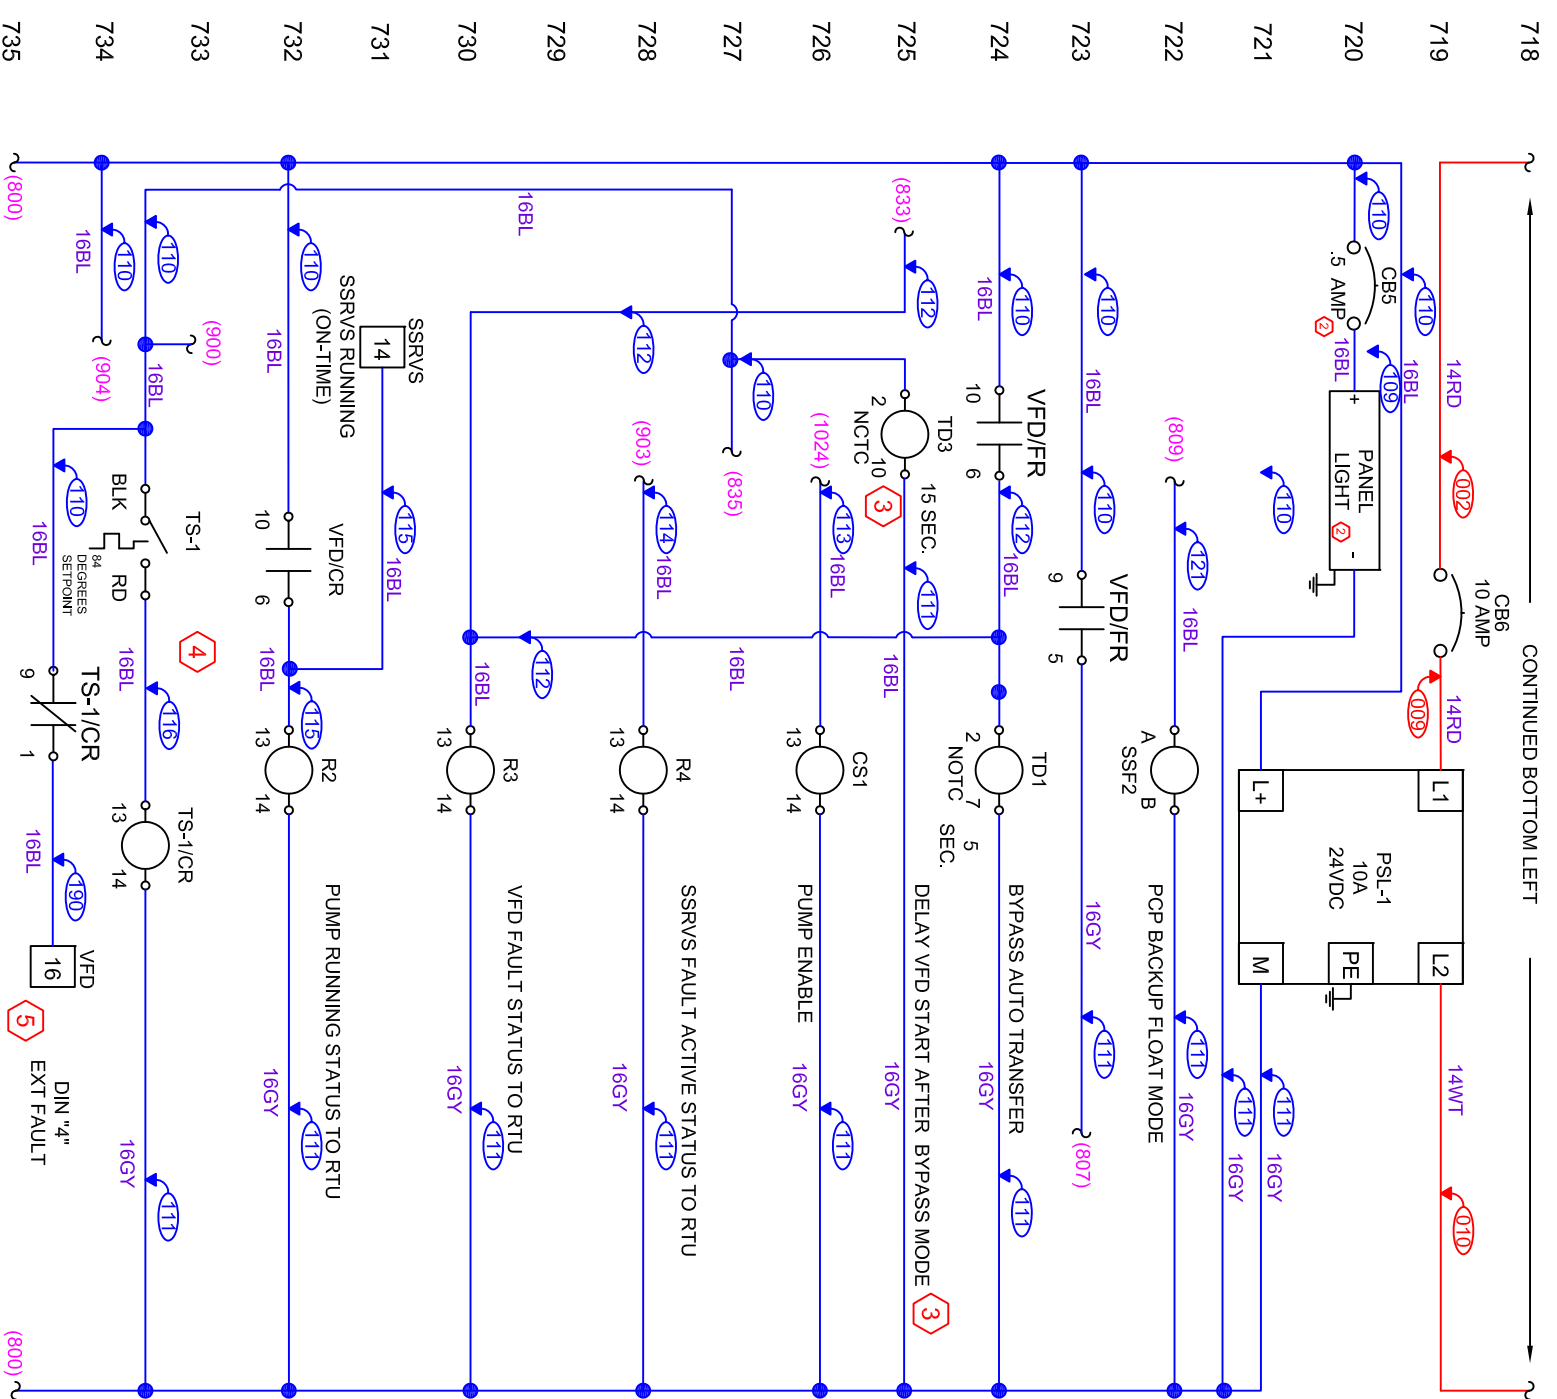 CONTINUED BOTTOM LEFT
718
719
14RD
002
CB6
10 AMP
009
14RD
L1
L2
14WT
010
PSL-1
10A
24VDC
PE
L+
M
720
110
CB5
.5 AMP
2
16BL
109
+
PANEL
LIGHT
2
-
110
16BL
721
110
111
16GY
111
16GY
722
(809)
121
16BL
A
SSF2
B
PCP BACKUP FLOAT MODE
111
16GY
723
110
16BL
110
VFD/FR
9
5
16GY
111
(807)
724
110
16BL
VFD/FR
10
6
112
16BL
TD1
2
7
NOTC
5
SEC.
BYPASS AUTO TRANSFER
16GY
111
725
(833)
112
TD3
2
10
NCTC
3
15 SEC.
111
16BL
DELAY VFD START AFTER BYPASS MODE
3
16GY
726
(1024)
113
16BL
CS1
13
14
PUMP ENABLE
16GY
111
727
110
(835)
16BL
728
112
(903)
114
16BL
R4
13
14
SSRVS FAULT ACTIVE STATUS TO RTU
16GY
111
729
16BL
112
730
16BL
R3
13
14
VFD FAULT STATUS TO RTU
16GY
111
731
SSRVS
14
SSRVS RUNNING
(ON-TIME)
115
16BL
732
110
16BL
VFD/CR
10
6
16BL
115
R2
13
14
PUMP RUNNING STATUS TO RTU
16GY
111
733
(900)
110
16BL
TS-1
BLK
RD
84
DEGREES
SETPOINT
4
16BL
116
TS-1/CR
13
14
16GY
111
734
110
16BL
(904)
110
16BL
TS-1/CR
9
1
16BL
190
VFD
16
5
DIN "4"
EXT FAULT
735
(800)
(800)